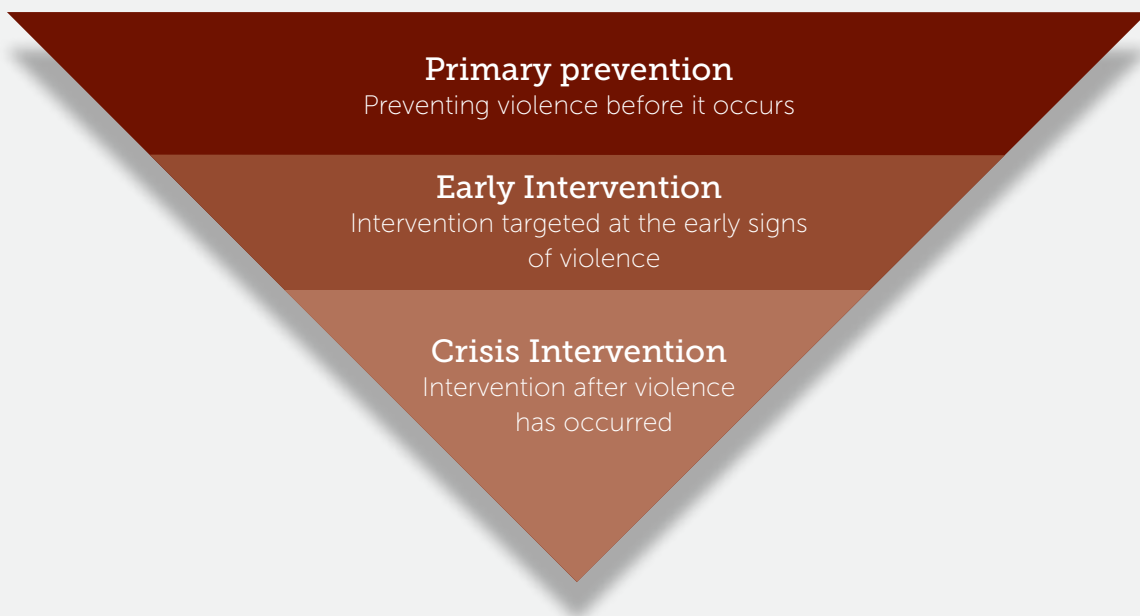 Primary prevention
Preventing violence before it occurs
Early Intervention
Intervention targeted at the early signs
of violence
Crisis Intervention
Intervention after violence
has occurred